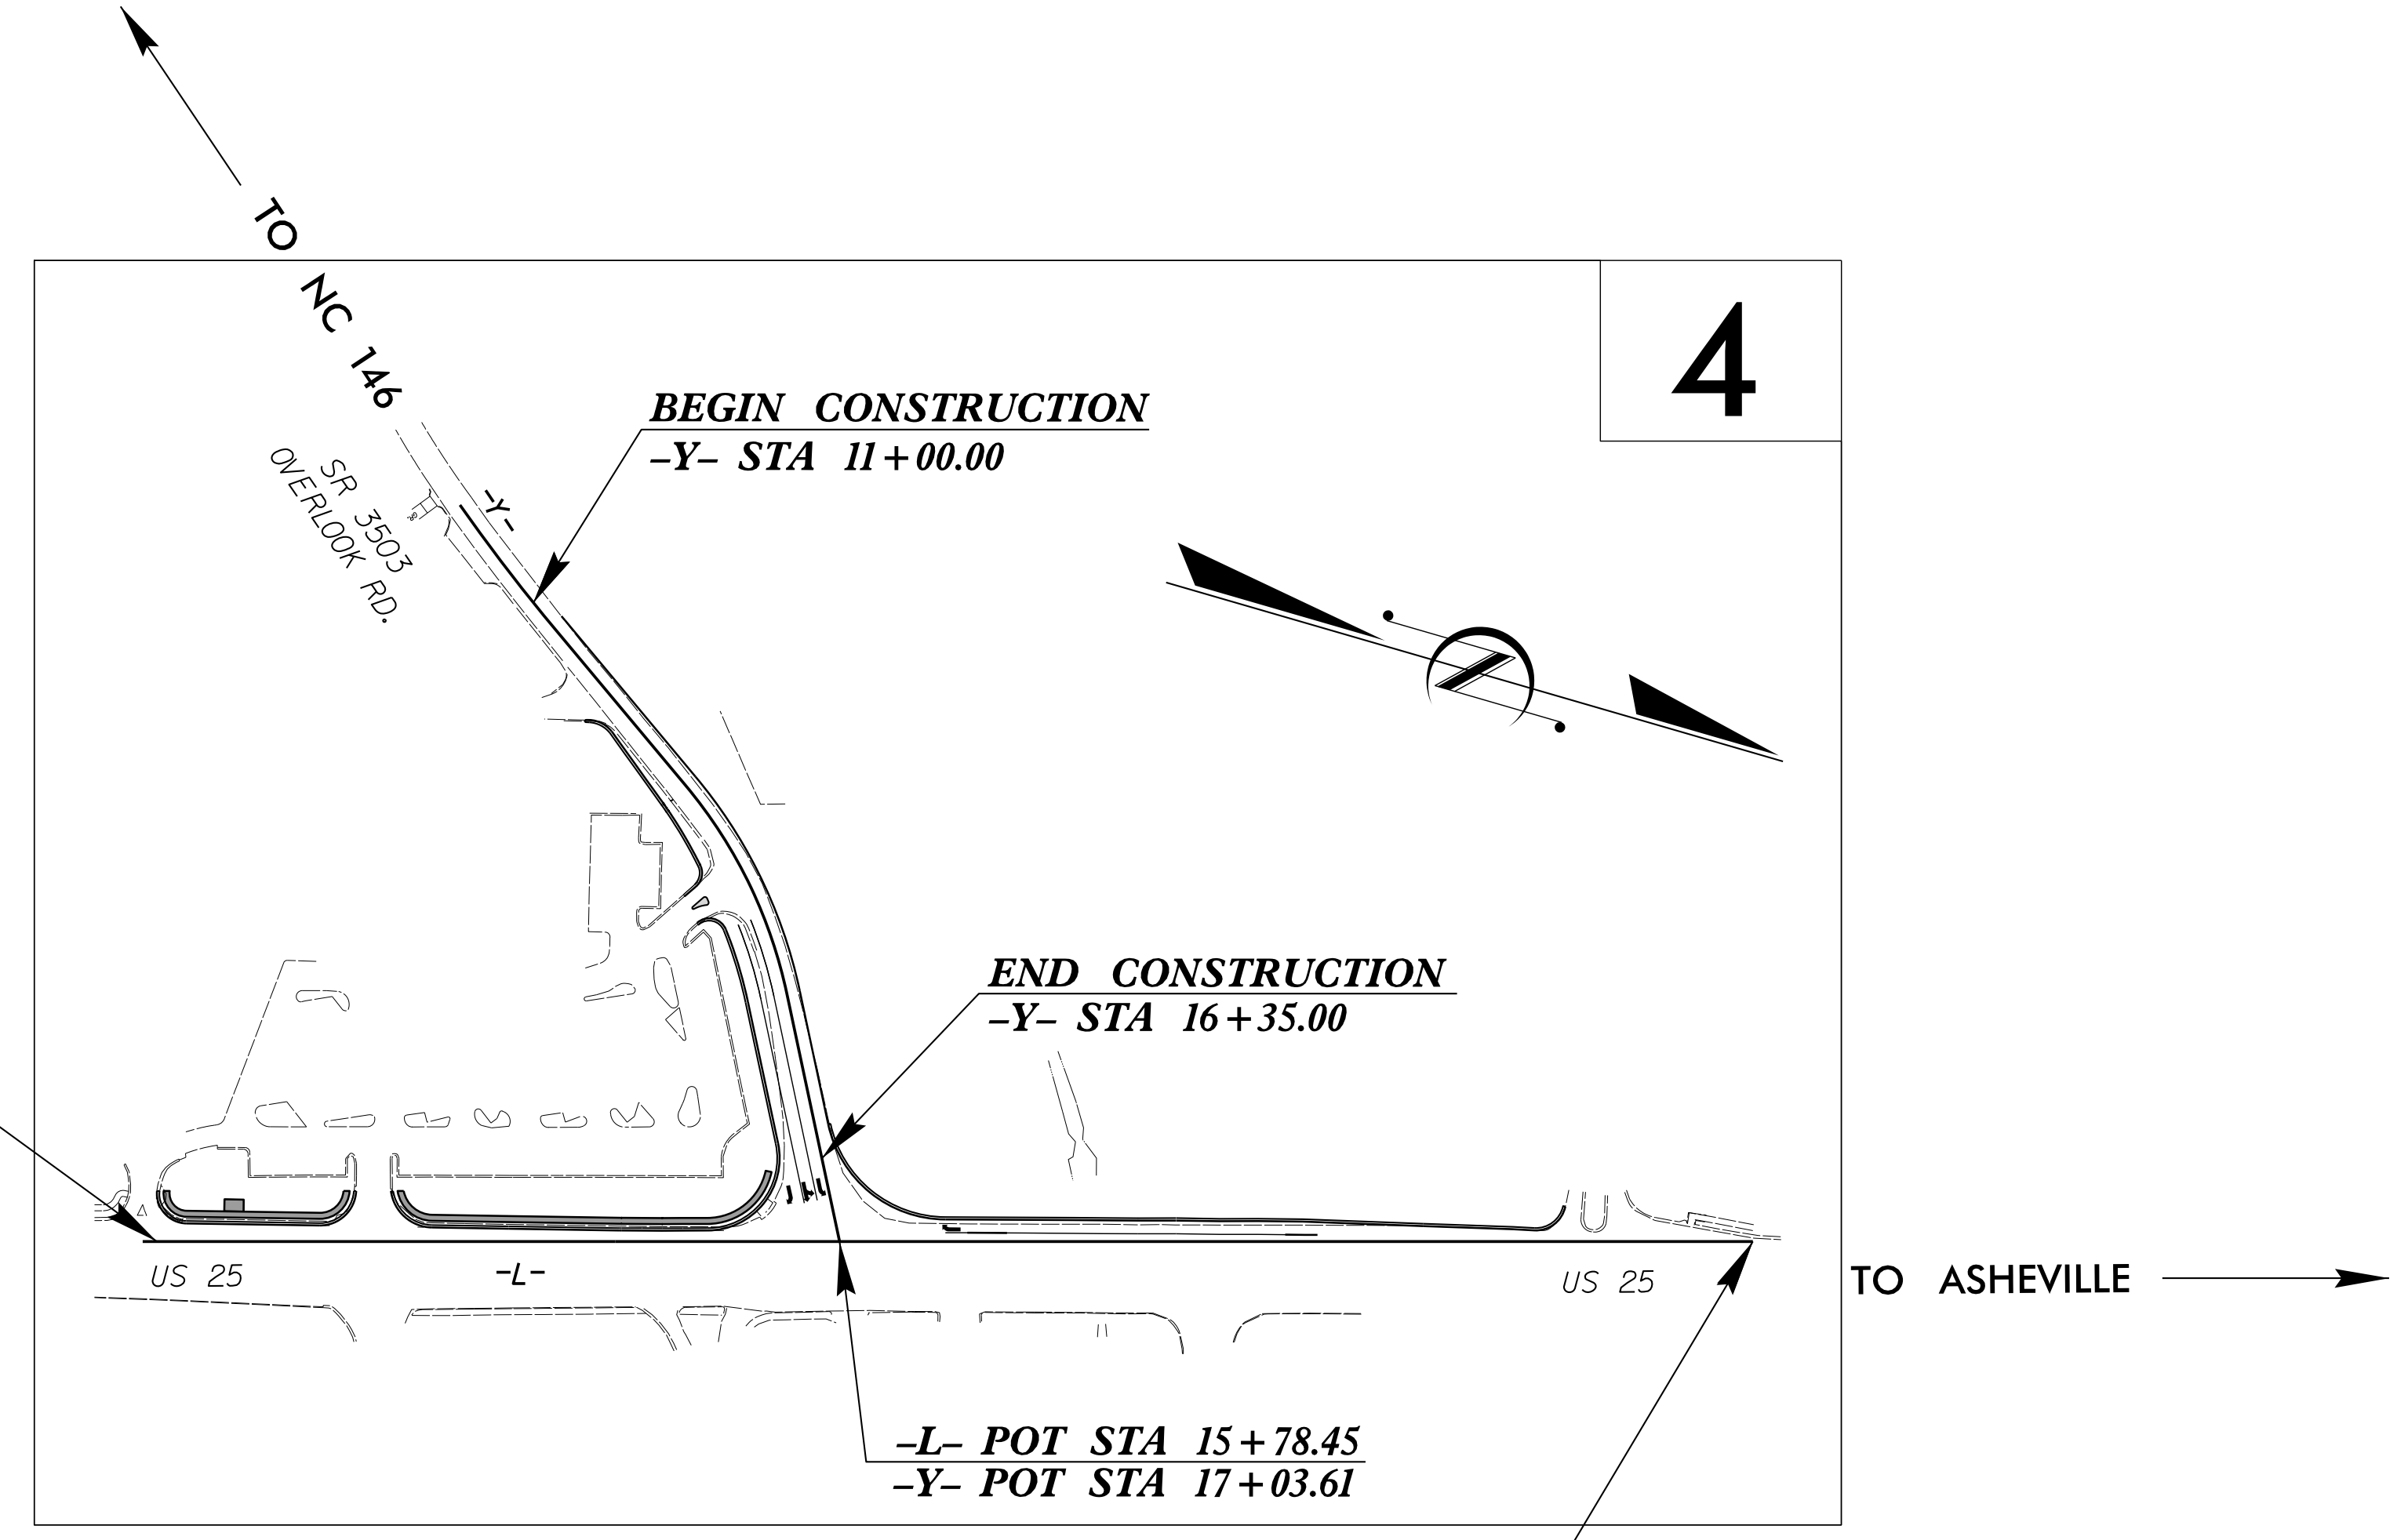 TO NC 146
4
BEGIN CONSTRUCTION
-Y- STA 11+00.00
-Y-
SR 3503
OVERLOOK RD.
END CONSTRUCTION
-Y- STA 16+35.00
US 25
-L-
US 25
TO ASHEVILLE
-L- POT STA 15+78.45
-Y- POT STA 17+03.61